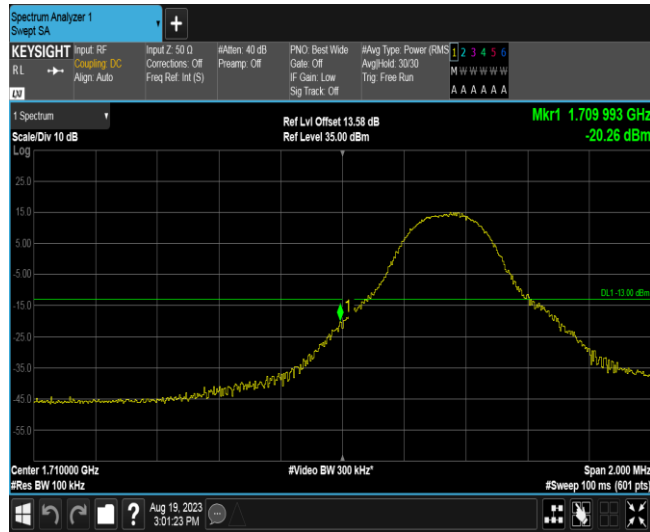 Spectrum Analyzer 1
Swept SA
KEYSIGHT
RL
LXI
Input: RF
Coupling: DC
Align: Auto
Input Z: 50 Ω
Corrections: Off
Freq Ref: Int (S)
#Atten: 40 dB
Preamp: Off
PNO: Best Wide
Gate: Off
IF Gain: Low
Sig Track: Off
#Avg Type: Power (RMS
Avg|Hold: 30/30
Trig: Free Run
1 2 3 4 5 6
M W W W W W
A A A A A A
1 Spectrum
Scale/Div 10 dB
Ref Lvl Offset 13.58 dB
Ref Level 35.00 dBm
Mkr1 1.709 993 GHz
-20.26 dBm
Log
25.0
15.0
5.00
-5.00
-15.0
-25.0
-35.0
-45.0
-55.0
1
DL1 -13.00 dBm
Center 1.710000 GHz
#Res BW 100 kHz
#Video BW 300 kHz*
Span 2.000 MHz
#Sweep 100 ms (601 pts)
?
Aug 19, 2023
3:01:23 PM